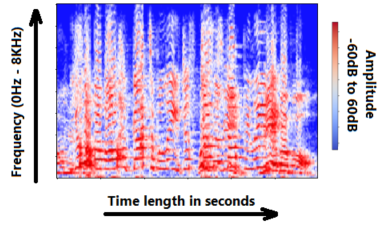 Frequency (0Hz - 8KHz)
Amplitude
-60dB to 60dB
Time length in seconds